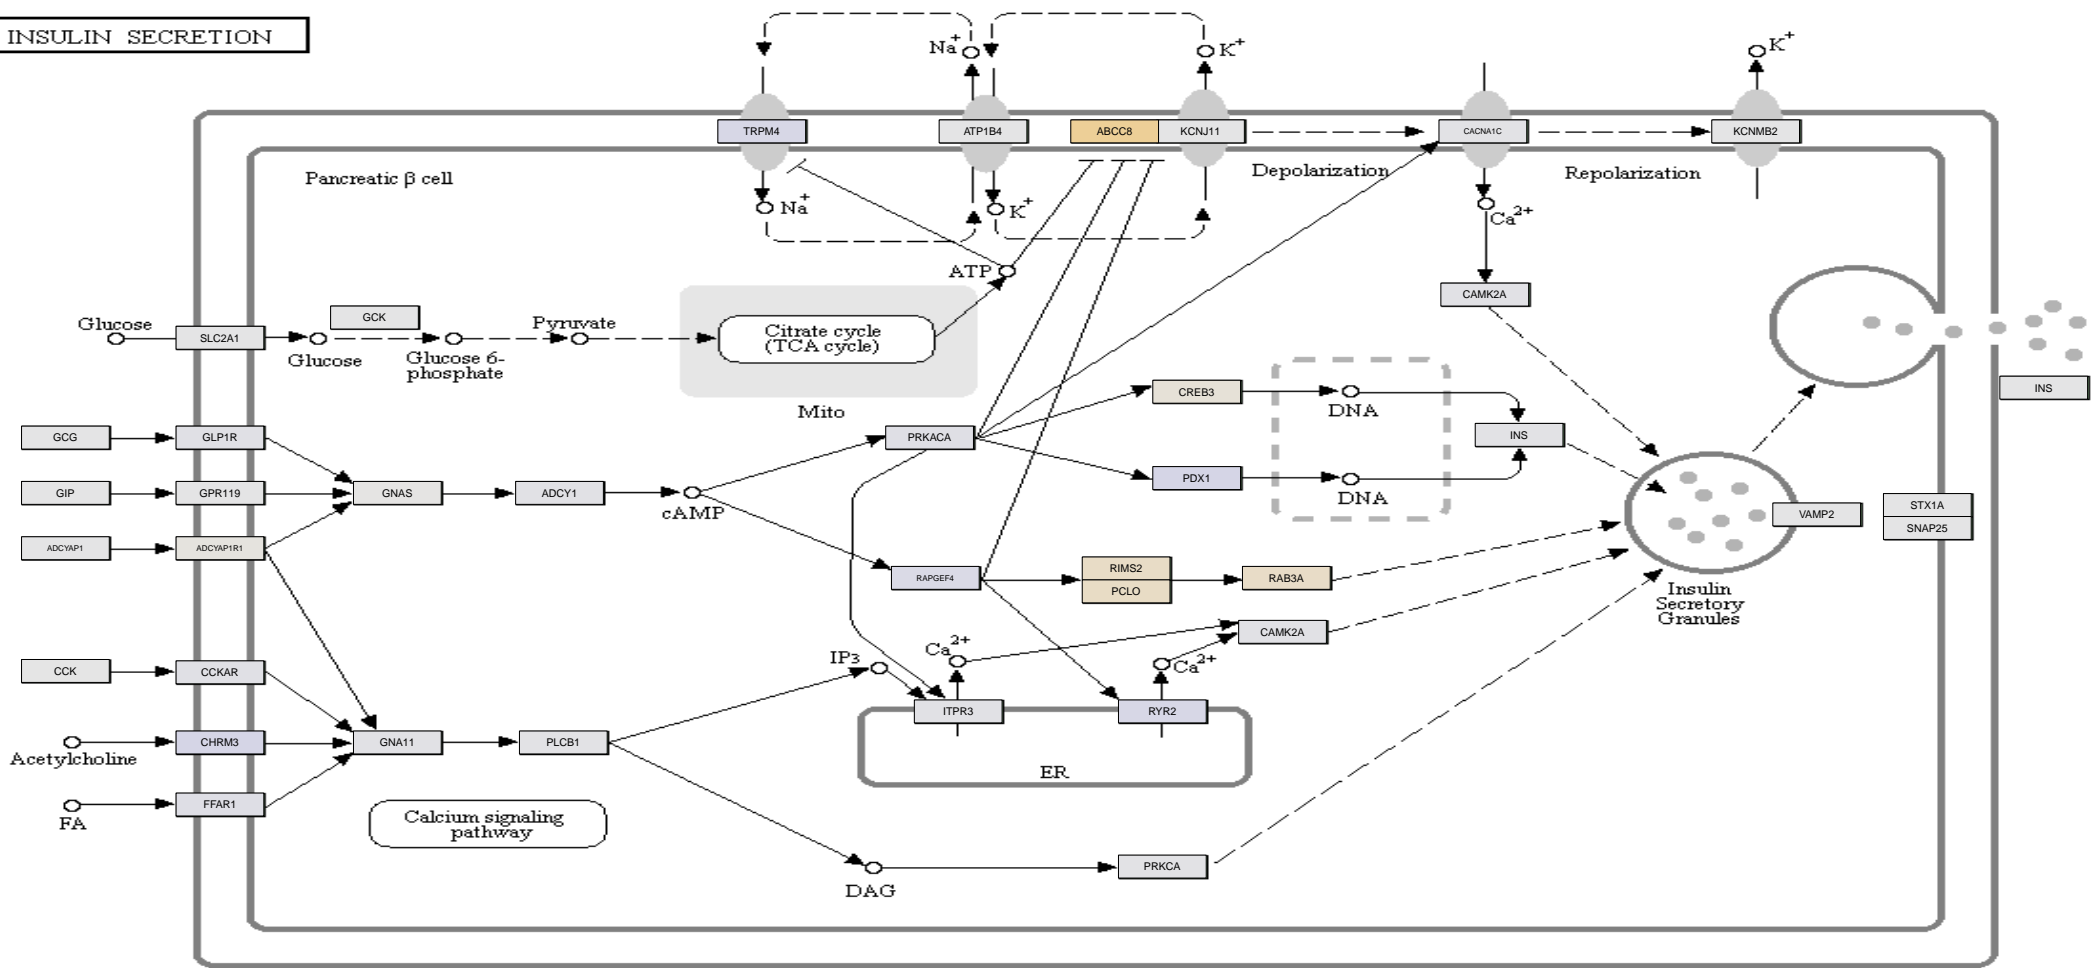 INSULIN SECRETION
Na+
K+
K+
TRPM4
ATP1B4
ABCC8
KCNJ11
CACNA1C
KCNMB2
Pancreatic β cell
Depolarization
Repolarization
Na+
K+
Ca2+
ATP
CAMK2A
Glucose
SLC2A1
GCK
Glucose
Glucose 6-
phosphate
Pyruvate
Citrate cycle
(TCA cycle)
Mito
CREB3
DNA
INS
INS
GCG
GLP1R
PRKACA
PDX1
DNA
GIP
GPR119
GNAS
ADCY1
cAMP
VAMP2
STX1A
SNAP25
ADCYAP1
ADCYAP1R1
RAPGEF4
RIMS2
PCLO
RAB3A
Insulin
Secretory
Granules
CAMK2A
CCK
CCKAR
IP3
Ca2+
Ca2+
ITPR3
RYR2
CHRM3
Acetylcholine
GNA11
PLCB1
ER
FFAR1
FA
Calcium signaling
pathway
DAG
PRKCA